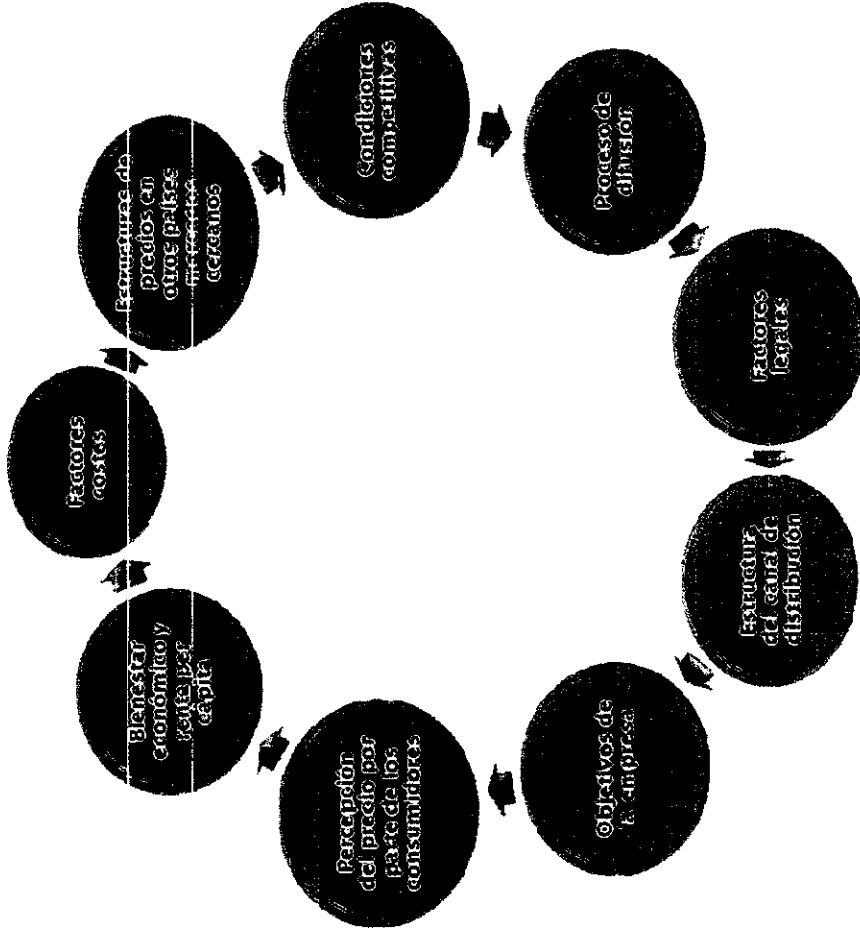 Factores
costes
Estructuras de
precios en
otros países
cercanos
Condiciones
competitivas
Proceso de
difusión
Factores
legales
Estructura
del canal de
distribución
Objetivos de
la empresa
Percepción
del precio por
parte de los
consumidores
Bienestar
económico y
renta per
cápita